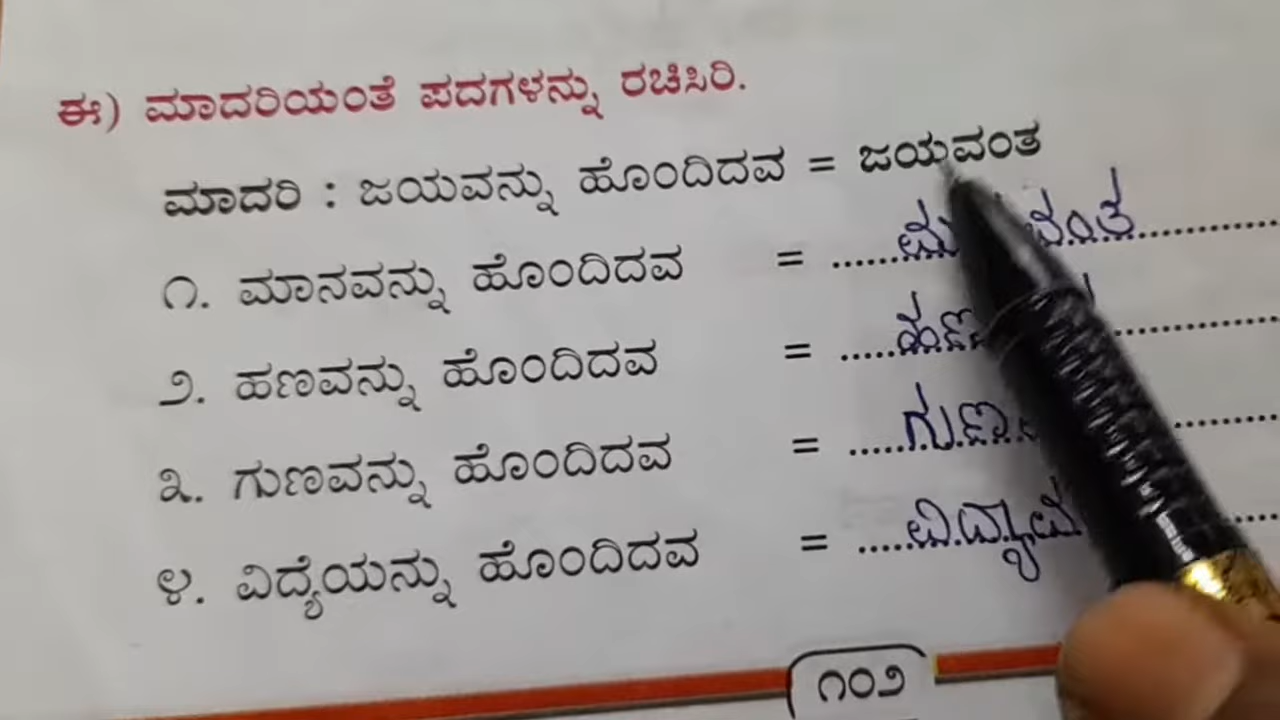 ಈ) ಮಾದರಿಯಂತೆ ಪದಗಳನ್ನು ರಚಿಸಿರಿ.
ಮಾದರಿ : ಜಯವನ್ನು ಹೊಂದಿದವ = ಜಯವಂತ
೧. ಮಾನವನ್ನು ಹೊಂದಿದವ =
೨. ಹಣವನ್ನು ಹೊಂದಿದವ =
೩. ಗುಣವನ್ನು ಹೊಂದಿದವ =
೪. ವಿದ್ಯೆಯನ್ನು ಹೊಂದಿದವ =
೧೦೨